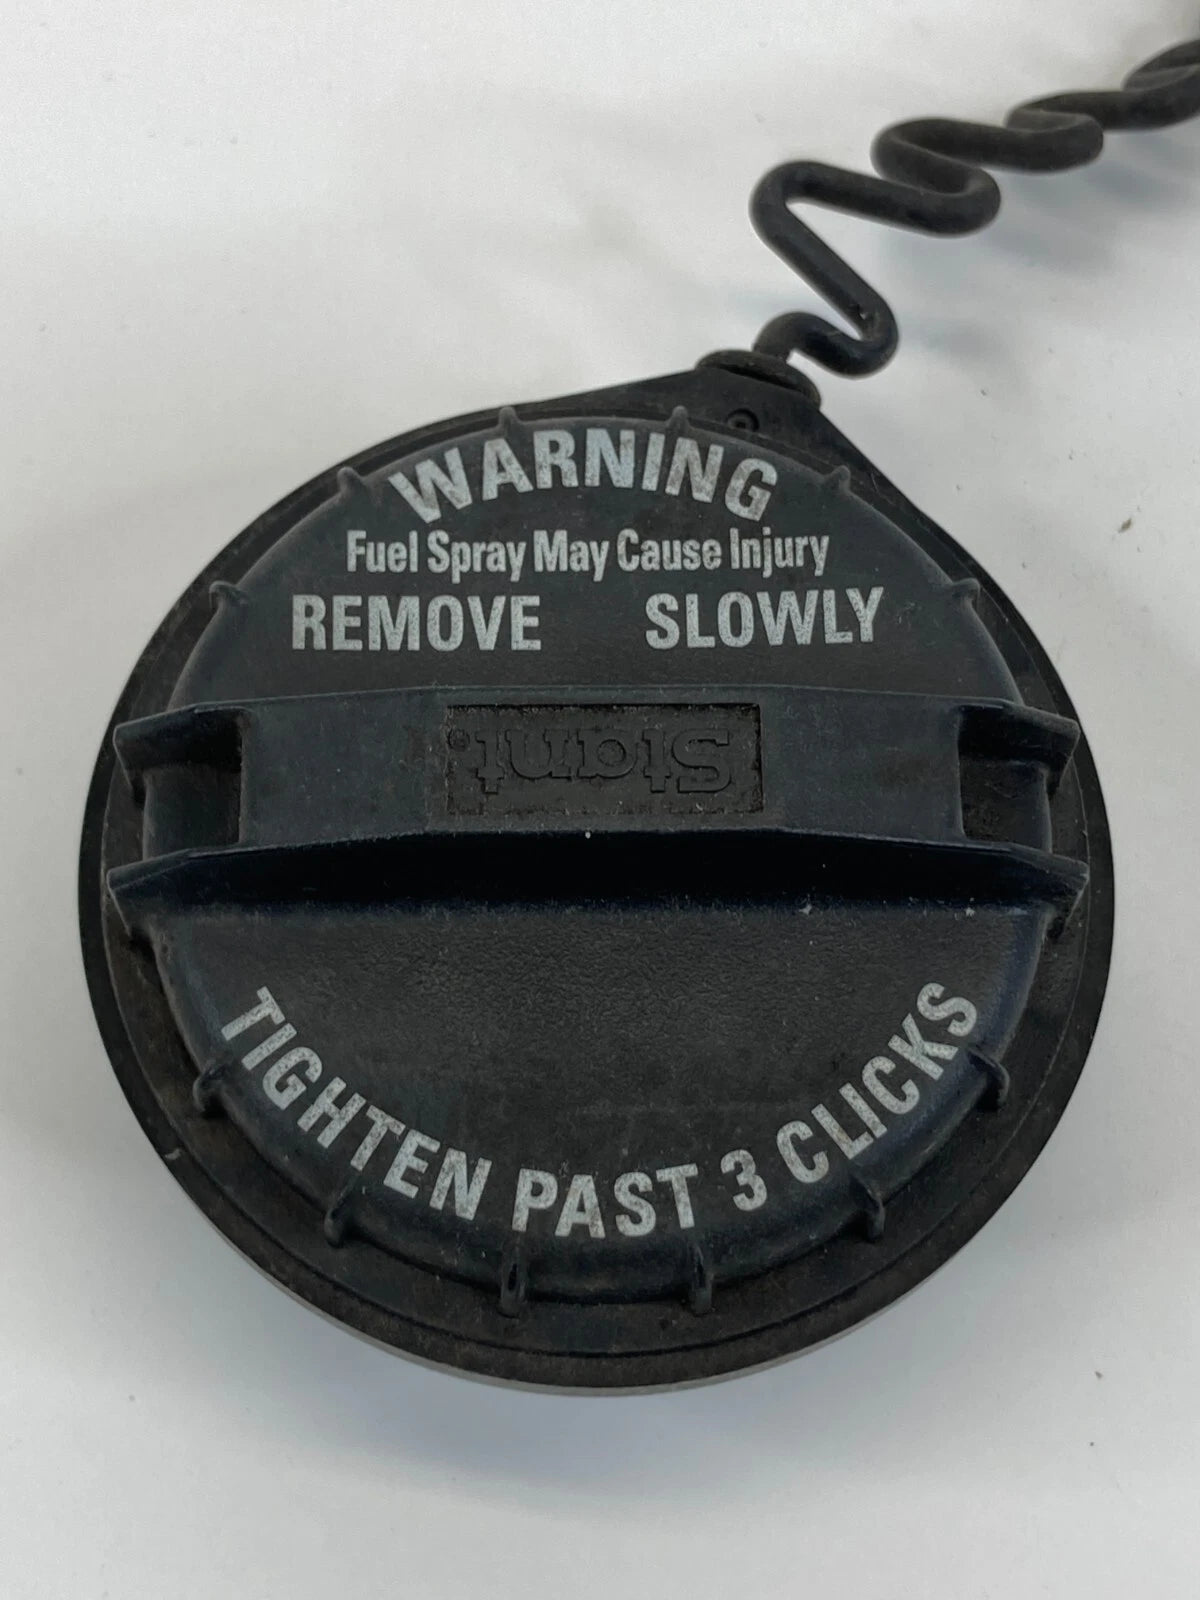 WARNING
Fuel Spray May Cause Injury
REMOVE SLOWLY
Stant.
TIGHTEN PAST 3 CLICKS